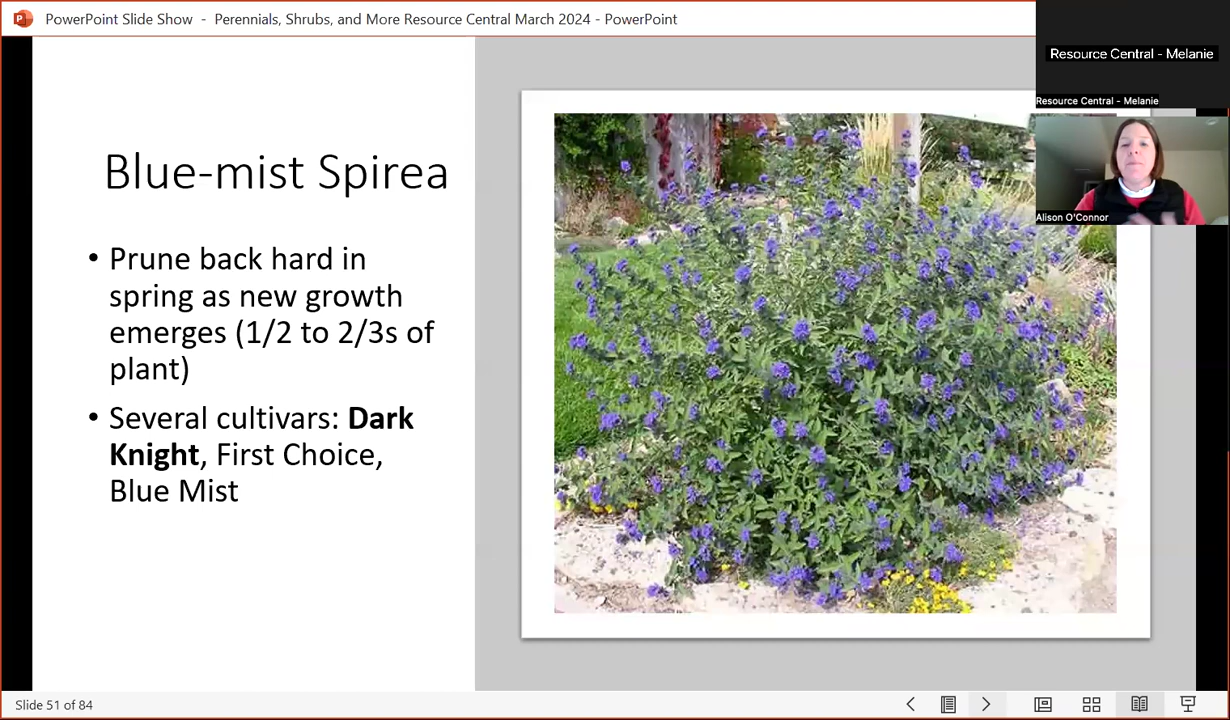 PowerPoint Slide Show - Perennials, Shrubs, and More Resource Central March 2024 - PowerPoint
Resource Central - Melanie
Resource Central - Melanie
Alison O'Connor
Blue-mist Spirea
• Prune back hard in
spring as new growth
emerges (1/2 to 2/3s of
plant)
• Several cultivars: Dark
Knight, First Choice,
Blue Mist
Slide 51 of 84